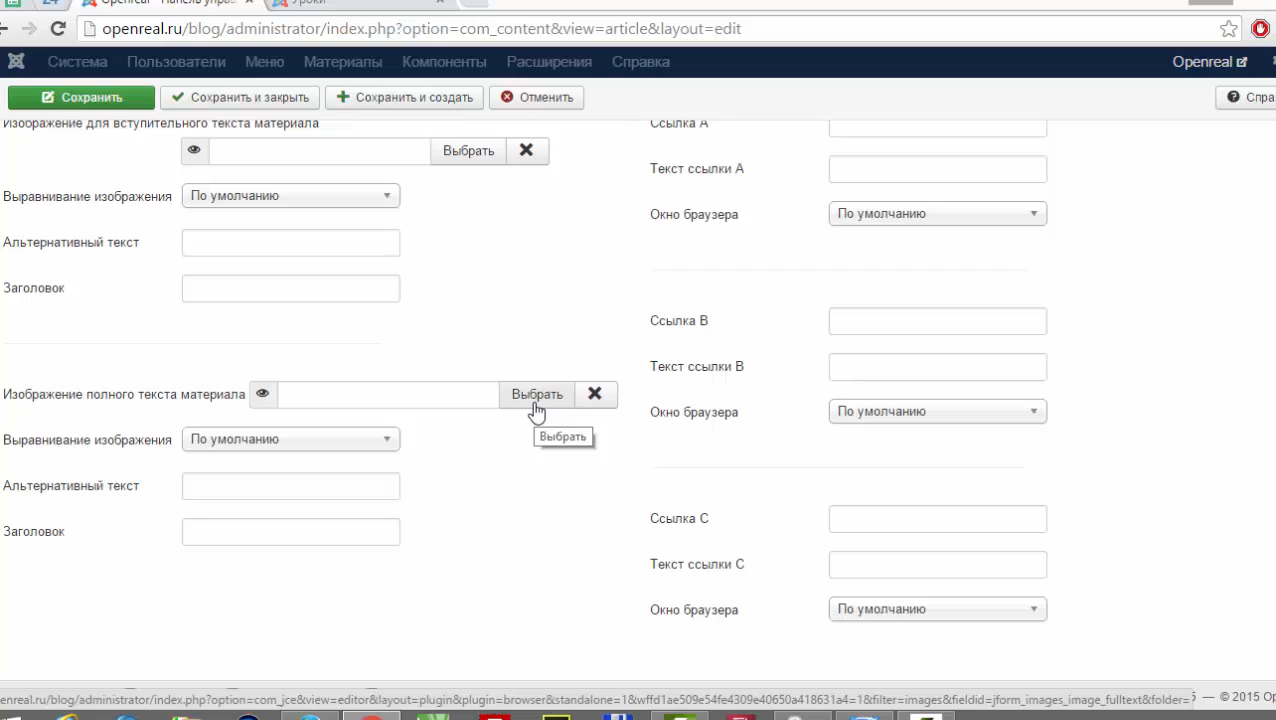 openreal.ru/blog/administrator/index.php?option=com_content&view=article&layout=edit
Система Пользователи Меню Материалы Компоненты Расширения Справка Openreal
Сохранить Сохранить и закрыть Сохранить и создать Отменить
Изображение для вступительного текста материала
Выбрать
Выравнивание изображения По умолчанию
Альтернативный текст
Заголовок
Изображение полного текста материала Выбрать
Выбрать
Выравнивание изображения По умолчанию
Альтернативный текст
Заголовок
Ссылка A
Текст ссылки A
Окно браузера По умолчанию
Ссылка B
Текст ссылки B
Окно браузера По умолчанию
Ссылка C
Текст ссылки C
Окно браузера По умолчанию
enreal.ru/blog/administrator/index.php?option=com_jce&view=editor&layout=plugin&plugin=browser&standalone=1&wffd1ae509e54fe4309e40650a418631a4=1&filter=images&fieldid=jform_images_image_fulltext&folder=
— © 2015